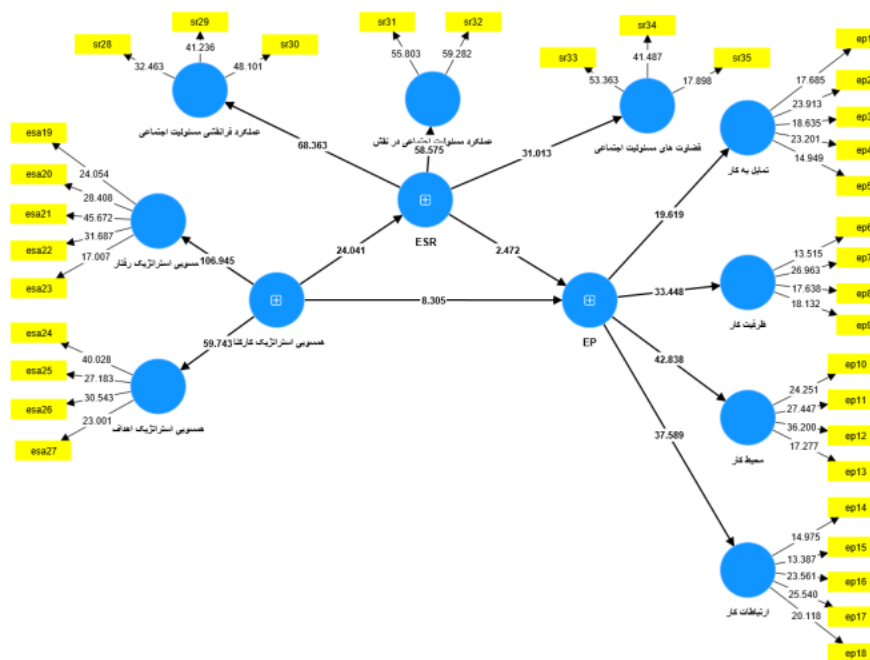 sr29
sr28
41.236
sr30
32.463
48.101
عملکرد فرانقشی مسئولیت اجتماعی
sr31
sr32
55.803
59.282
عملکرد مسئولیت اجتماعی در نقش
sr34
sr33
41.487
sr35
53.363
17.898
قضاوت های مسئولیت اجتماعی
ep1
17.685
ep2
23.913
ep3
18.635
ep4
23.201
ep5
14.949
تمایل به کار
68.363
58.575
31.013
ESR
esa19
24.054
esa20
28.408
esa21
45.672
esa22
31.687
esa23
17.007
همسویی استراتژیک رفتار
106.945
24.041
2.472
19.619
ep6
13.515
ep7
26.963
ep8
17.638
ep9
18.132
ظرفیت کار
33.448
8.305
EP
همسویی استراتژیک کارکنا
59.743
esa24
40.028
esa25
27.183
esa26
30.543
esa27
23.001
همسویی استراتژیک اهداف
42.838
37.589
ep10
24.251
ep11
27.447
ep12
36.200
ep13
17.277
محیط کار
ep14
14.975
ep15
13.387
ep16
23.561
ep17
25.540
ep18
20.118
ارتباطات کار